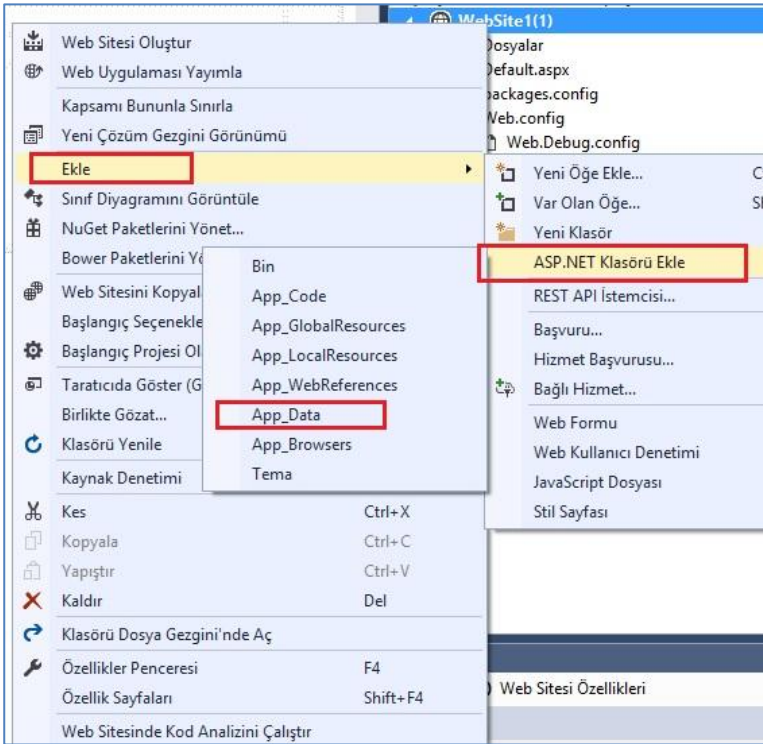 WebSite1(1)
Dosyalar
Default.aspx
packages.config
Web.config
Web.Debug.config
Web Sitesi Oluştur
Web Uygulaması Yayımla
Kapsamı Bununla Sınırla
Yeni Çözüm Gezgini Görünümü
Ekle
Sınıf Diyagramını Görüntüle
NuGet Paketlerini Yönet...
Bower Paketlerini Yö
Web Sitesini Kopyal
Başlangıç Seçenekle
Başlangıç Projesi Ol
Taratıcıda Göster (G
Birlikte Gözat...
Klasörü Yenile
Kaynak Denetimi
Kes Ctrl+X
Kopyala Ctrl+C
Yapıştır Ctrl+V
Kaldır Del
Klasörü Dosya Gezgini'nde Aç
Özellikler Penceresi F4
Özellik Sayfaları Shift+F4
Web Sitesinde Kod Analizini Çalıştır
Yeni Öğe Ekle...
Var Olan Öğe...
Yeni Klasör
ASP.NET Klasörü Ekle
REST API İstemcisi...
Başvuru...
Hizmet Başvurusu...
Bağlı Hizmet...
Web Formu
Web Kullanıcı Denetimi
JavaScript Dosyası
Stil Sayfası
Bin
App_Code
App_GlobalResources
App_LocalResources
App_WebReferences
App_Data
App_Browsers
Tema
Web Sitesi Özellikleri